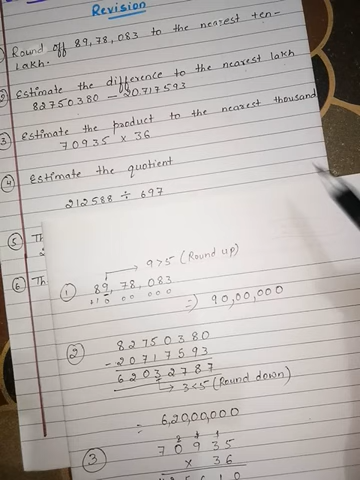 Revision
Round off 89,78,083 to the nearest ten-
lakh.
② Estimate the difference to the nearest lakh
82750380 - 20717593
③ Estimate the product to the nearest thousand
70935 × 36
④ Estimate the quotient
212588 ÷ 697
⑤ Th
⑥ Th
① 89,78,083
→ 9>5 (Round up)
⇒ 90,00,000
② 82750380
- 20717593
62032787
→ 3<5 (Round down)
= 6,20,00,000
③ 70935
× 36